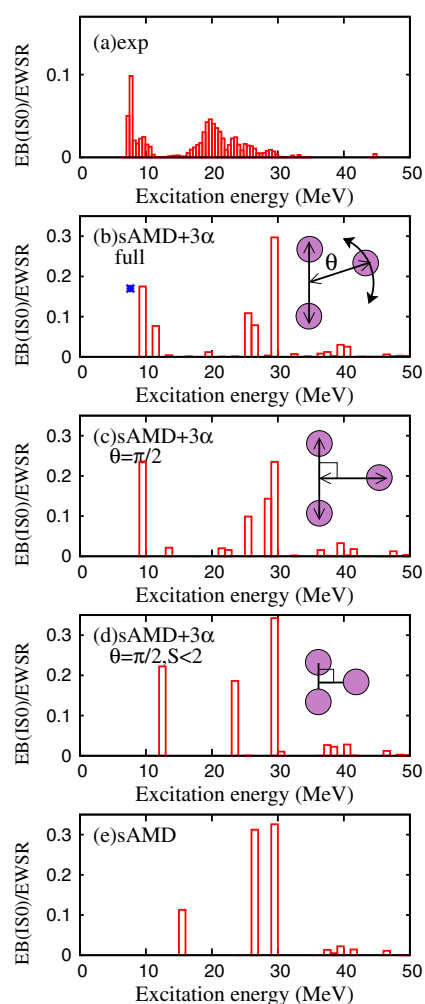 EB(IS0)/EWSR
(a)exp
0.1
0
0 10 20 30 40 50
Excitation energy (MeV)
EB(IS0)/EWSR
(b)sAMD+3α
full
θ
0.3
0.2
0.1
0
0 10 20 30 40 50
Excitation energy (MeV)
EB(IS0)/EWSR
(c)sAMD+3α
θ=π/2
0.3
0.2
0.1
0
0 10 20 30 40 50
Excitation energy (MeV)
EB(IS0)/EWSR
(d)sAMD+3α
θ=π/2,S<2
0.3
0.2
0.1
0
0 10 20 30 40 50
Excitation energy (MeV)
EB(IS0)/EWSR
(e)sAMD
0.3
0.2
0.1
0
0 10 20 30 40 50
Excitation energy (MeV)